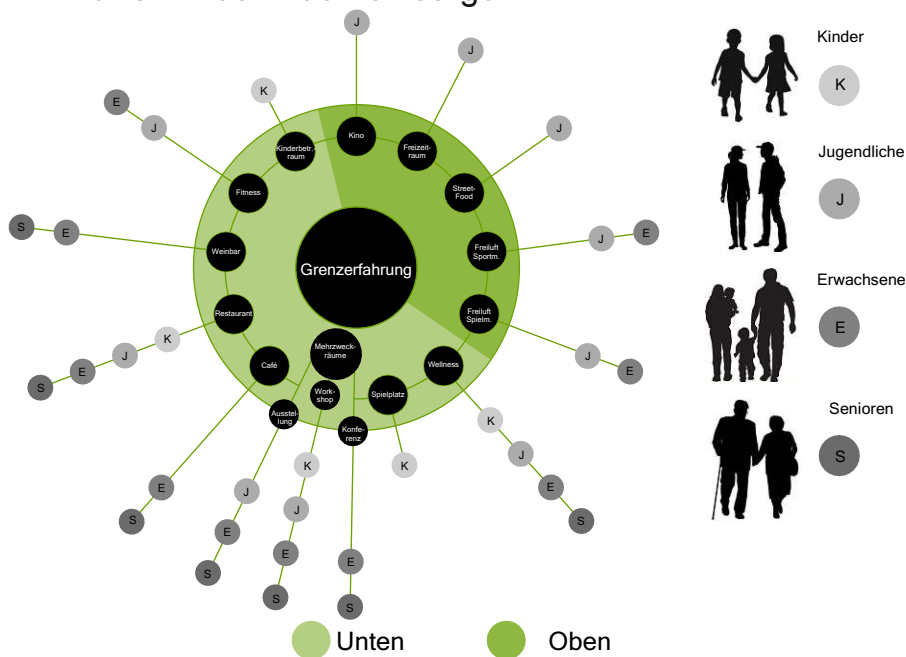 J
J
K
J
E
J
J
E
S
E
K
J
E
S
J
E
K
J
E
S
E
S
J
E
S
K
J
E
S
E
S
K
Kino
Kinderbetr.-
raum
Freizeit-
raum
Fitness
Street-
Food
Weinbar
Freiluft
Sportm.
Grenzerfahrung
Restaurant
Freiluft
Spielm.
Mehrzweck-
räume
Café
Wellness
Work-
shop
Spielplatz
Ausstel-
lung
Konfe-
renz
Kinder
K
Jugendliche
J
Erwachsene
E
Senioren
S
Unten
Oben